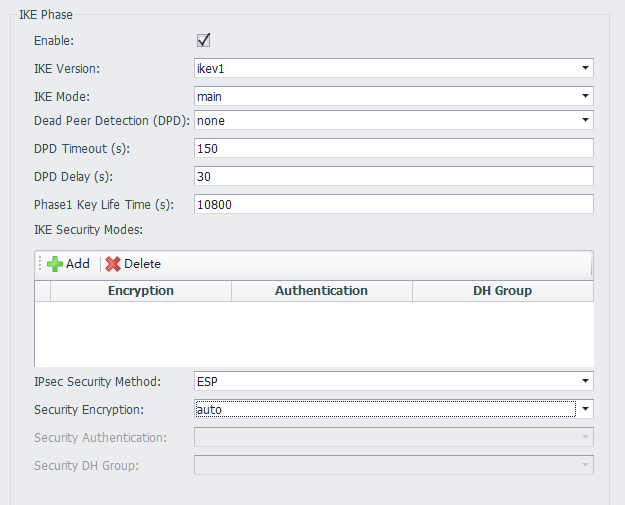 IKE Phase
Enable:
IKE Version: ikev1
IKE Mode: main
Dead Peer Detection (DPD): none
DPD Timeout (s): 150
DPD Delay (s): 30
Phase1 Key Life Time (s): 10800
IKE Security Modes:
Add Delete
Encryption Authentication DH Group
IPsec Security Method: ESP
Security Encryption: auto
Security Authentication:
Security DH Group: